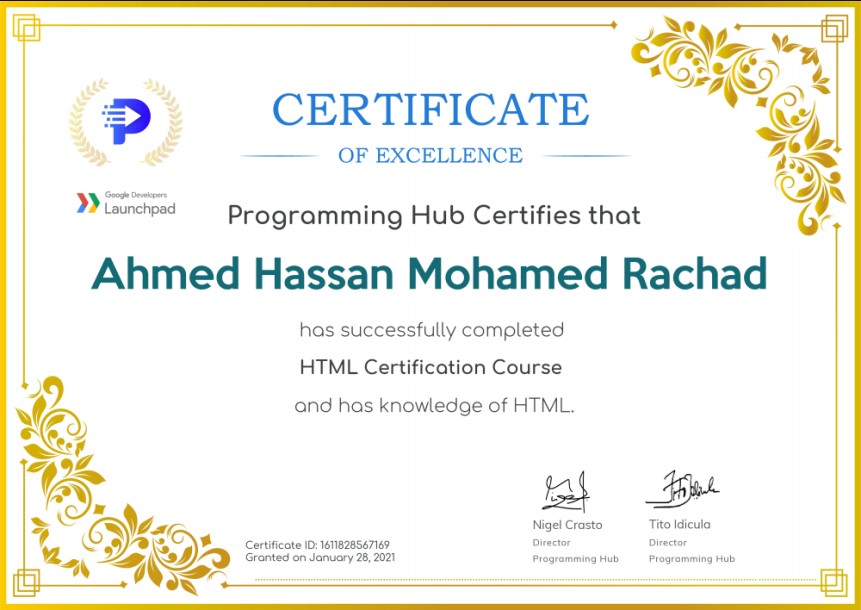 CERTIFICATE
OF EXCELLENCE
Google Developers
Launchpad
Programming Hub Certifies that
Ahmed Hassan Mohamed Rachad
has successfully completed
HTML Certification Course
and has knowledge of HTML.
Nigel Crasto
Director
Programming Hub
Tito Idicula
Director
Programming Hub
Certificate ID: 1611828567169
Granted on January 28, 2021